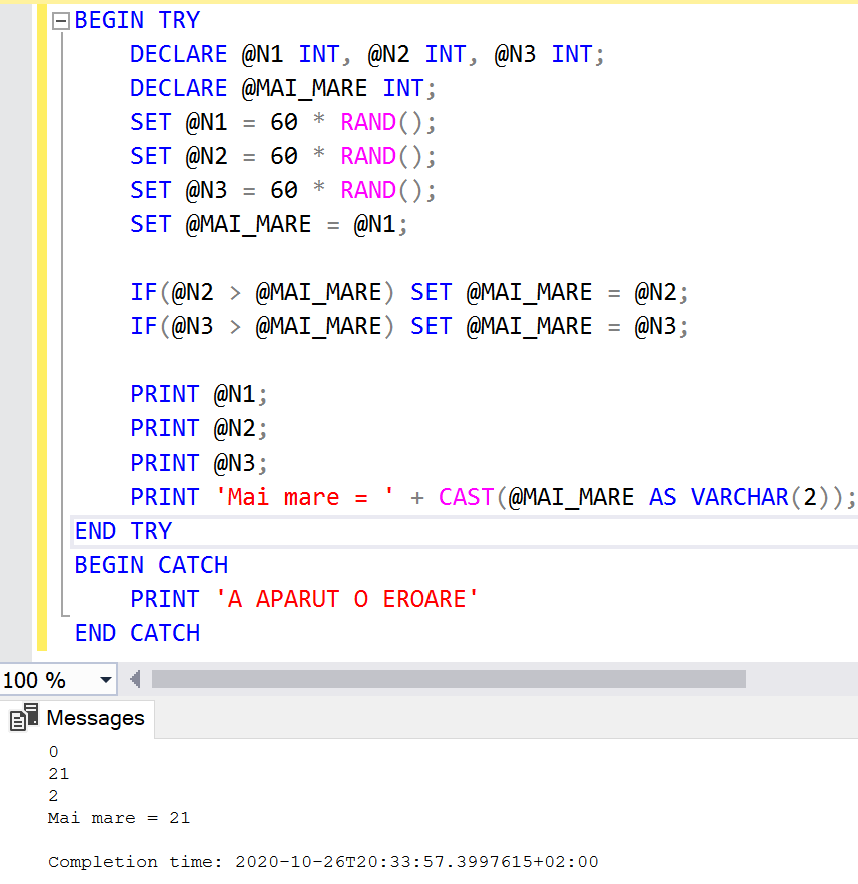 BEGIN TRY
    DECLARE @N1 INT, @N2 INT, @N3 INT;
    DECLARE @MAI_MARE INT;
    SET @N1 = 60 * RAND();
    SET @N2 = 60 * RAND();
    SET @N3 = 60 * RAND();
    SET @MAI_MARE = @N1;

    IF(@N2 > @MAI_MARE) SET @MAI_MARE = @N2;
    IF(@N3 > @MAI_MARE) SET @MAI_MARE = @N3;

    PRINT @N1;
    PRINT @N2;
    PRINT @N3;
    PRINT 'Mai mare = ' + CAST(@MAI_MARE AS VARCHAR(2));
END TRY
BEGIN CATCH
    PRINT 'A APARUT O EROARE'
END CATCH
100 %
Messages
0
21
2
Mai mare = 21

Completion time: 2020-10-26T20:33:57.3997615+02:00